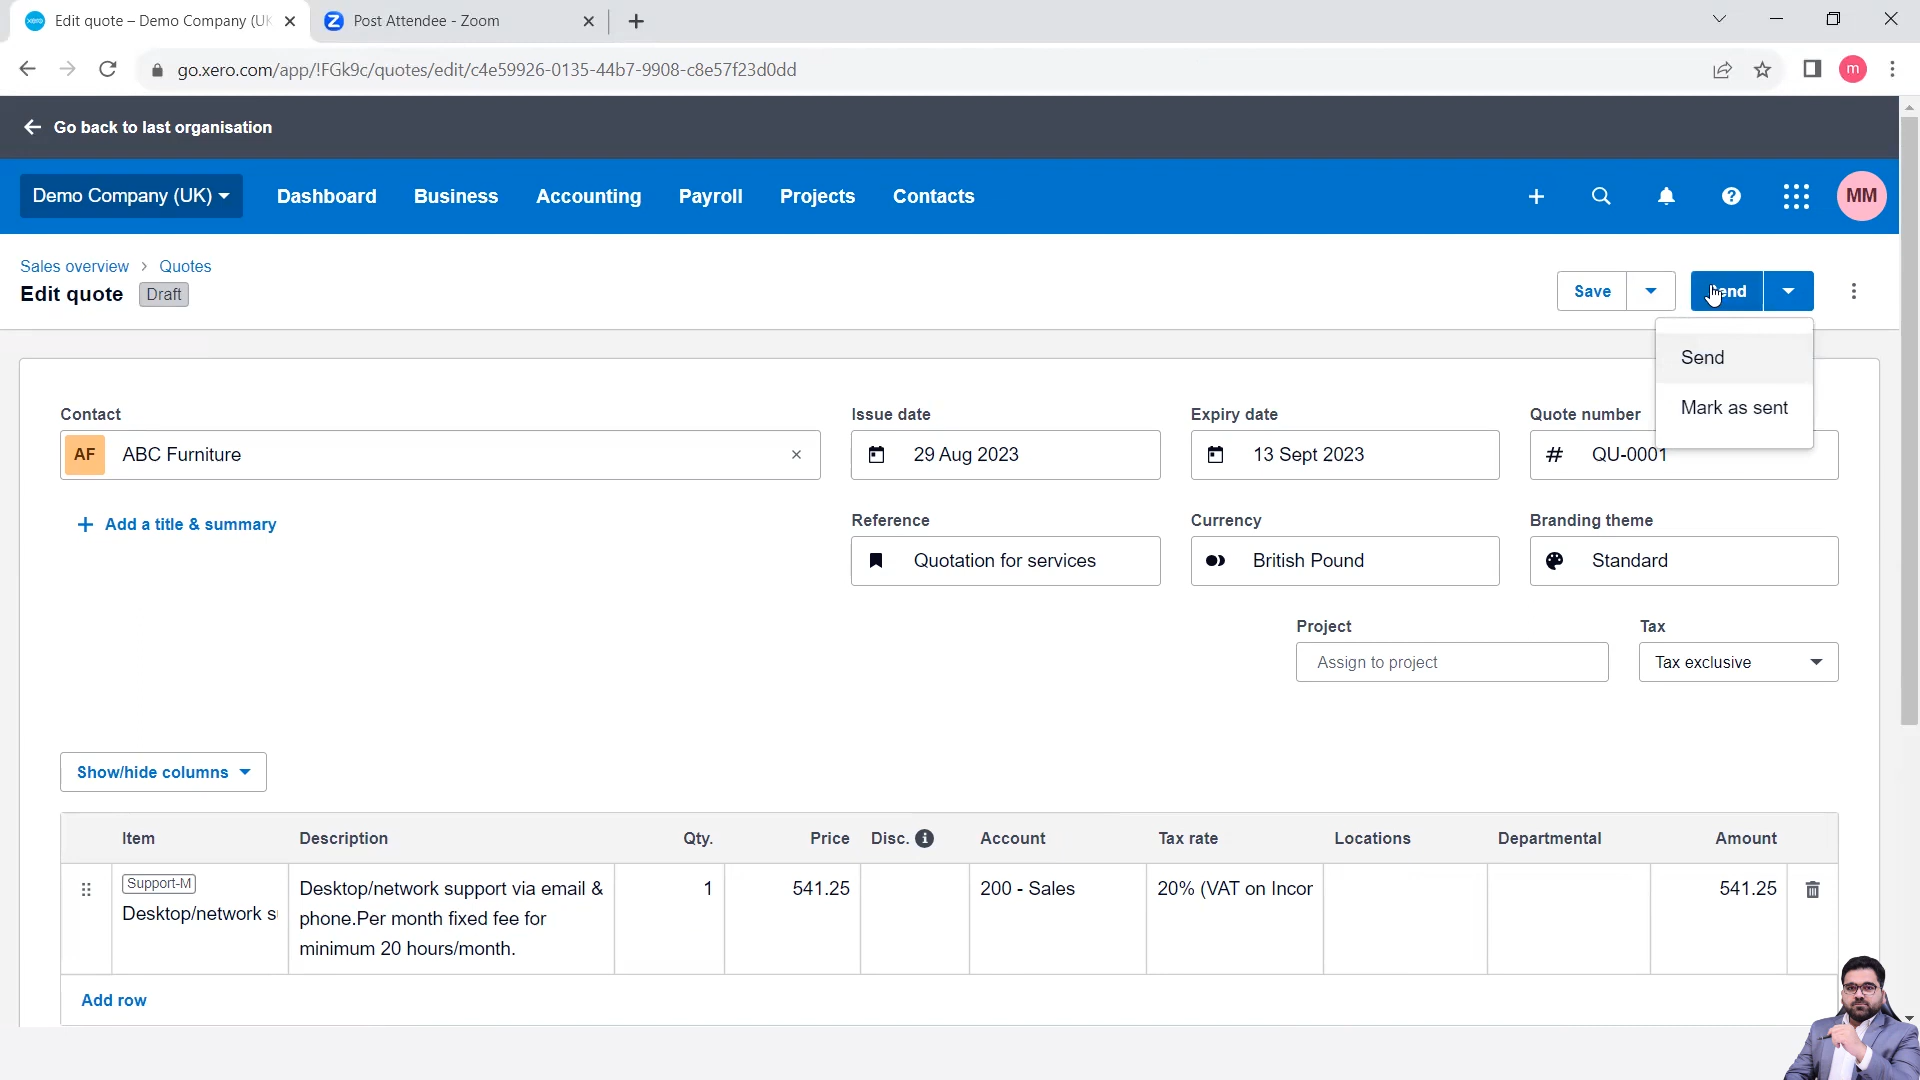 Edit quote – Demo Company (UK
Post Attendee - Zoom
go.xero.com/app/!FGk9c/quotes/edit/c4e59926-0135-44b7-9908-c8e57f23d0dd
m
Go back to last organisation
Demo Company (UK)
Dashboard
Business
Accounting
Payroll
Projects
Contacts
MM
Sales overview > Quotes
Edit quote
Draft
Save
end
Send
Mark as sent
Contact
AF
ABC Furniture
Issue date
29 Aug 2023
Expiry date
13 Sept 2023
Quote number
# QU-0001
+ Add a title & summary
Reference
Quotation for services
Currency
British Pound
Branding theme
Standard
Project
Assign to project
Tax
Tax exclusive
Show/hide columns
Item
Description
Qty.
Price
Disc.
Account
Tax rate
Locations
Departmental
Amount
Support-M
Desktop/network s
Desktop/network support via email &
phone.Per month fixed fee for
minimum 20 hours/month.
1
541.25
200 - Sales
20% (VAT on Incor
541.25
Add row